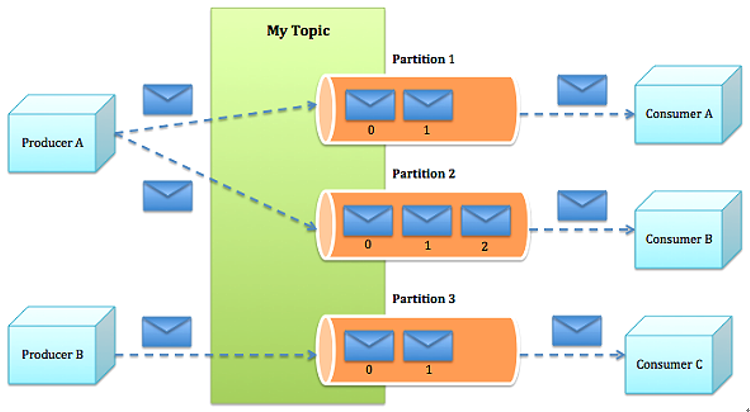 My Topic
Partition 1
Producer A
0 1
Consumer A
Partition 2
0 1 2
Consumer B
Partition 3
Producer B
0 1
Consumer C